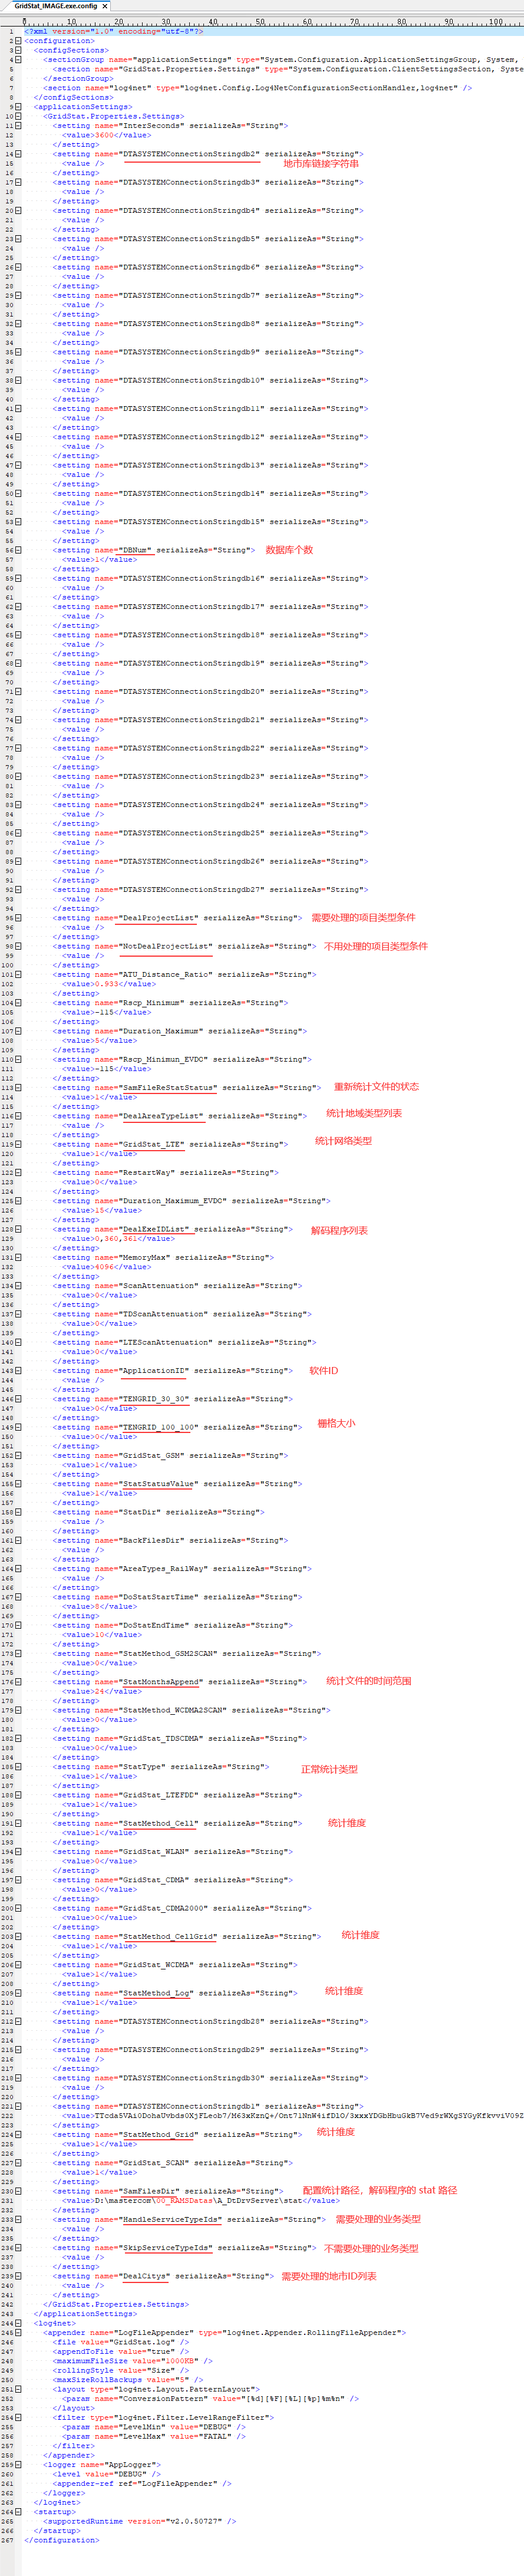 GridStat_IMAGE.exe.config
0 10 20 30 40 50 60 70 80 90 100
1 <?xml version="1.0" encoding="utf-8"?>
2 <configuration>
3 <configSections>
4 <sectionGroup name="applicationSettings" type="System.Configuration.ApplicationSettingsGroup, System,
5 <section name="GridStat.Properties.Settings" type="System.Configuration.ClientSettingsSection, Syste
6 </sectionGroup>
7 <section name="log4net" type="log4net.Config.Log4NetConfigurationSectionHandler,log4net" />
8 </configSections>
9 <applicationSettings>
10 <GridStat.Properties.Settings>
11 <setting name="InterSeconds" serializeAs="String">
12 <value>3600</value>
13 </setting>
14 <setting name="DTASYSTEMConnectionStringdb2" serializeAs="String">
15 <value /> 地市库链接字符串
16 </setting>
17 <setting name="DTASYSTEMConnectionStringdb3" serializeAs="String">
18 <value />
19 </setting>
20 <setting name="DTASYSTEMConnectionStringdb4" serializeAs="String">
21 <value />
22 </setting>
23 <setting name="DTASYSTEMConnectionStringdb5" serializeAs="String">
24 <value />
25 </setting>
26 <setting name="DTASYSTEMConnectionStringdb6" serializeAs="String">
27 <value />
28 </setting>
29 <setting name="DTASYSTEMConnectionStringdb7" serializeAs="String">
30 <value />
31 </setting>
32 <setting name="DTASYSTEMConnectionStringdb8" serializeAs="String">
33 <value />
34 </setting>
35 <setting name="DTASYSTEMConnectionStringdb9" serializeAs="String">
36 <value />
37 </setting>
38 <setting name="DTASYSTEMConnectionStringdb10" serializeAs="String">
39 <value />
40 </setting>
41 <setting name="DTASYSTEMConnectionStringdb11" serializeAs="String">
42 <value />
43 </setting>
44 <setting name="DTASYSTEMConnectionStringdb12" serializeAs="String">
45 <value />
46 </setting>
47 <setting name="DTASYSTEMConnectionStringdb13" serializeAs="String">
48 <value />
49 </setting>
50 <setting name="DTASYSTEMConnectionStringdb14" serializeAs="String">
51 <value />
52 </setting>
53 <setting name="DTASYSTEMConnectionStringdb15" serializeAs="String">
54 <value />
55 </setting>
56 <setting name="DBNum" serializeAs="String"> 数据库个数
57 <value>1</value>
58 </setting>
59 <setting name="DTASYSTEMConnectionStringdb16" serializeAs="String">
60 <value />
61 </setting>
62 <setting name="DTASYSTEMConnectionStringdb17" serializeAs="String">
63 <value />
64 </setting>
65 <setting name="DTASYSTEMConnectionStringdb18" serializeAs="String">
66 <value />
67 </setting>
68 <setting name="DTASYSTEMConnectionStringdb19" serializeAs="String">
69 <value />
70 </setting>
71 <setting name="DTASYSTEMConnectionStringdb20" serializeAs="String">
72 <value />
73 </setting>
74 <setting name="DTASYSTEMConnectionStringdb21" serializeAs="String">
75 <value />
76 </setting>
77 <setting name="DTASYSTEMConnectionStringdb22" serializeAs="String">
78 <value />
79 </setting>
80 <setting name="DTASYSTEMConnectionStringdb23" serializeAs="String">
81 <value />
82 </setting>
83 <setting name="DTASYSTEMConnectionStringdb24" serializeAs="String">
84 <value />
85 </setting>
86 <setting name="DTASYSTEMConnectionStringdb25" serializeAs="String">
87 <value />
88 </setting>
89 <setting name="DTASYSTEMConnectionStringdb26" serializeAs="String">
90 <value />
91 </setting>
92 <setting name="DTASYSTEMConnectionStringdb27" serializeAs="String">
93 <value />
94 </setting>
95 <setting name="DealProjectList" serializeAs="String"> 需要处理的项目类型条件
96 <value />
97 </setting>
98 <setting name="NotDealProjectList" serializeAs="String"> 不用处理的项目类型条件
99 <value />
100 </setting>
101 <setting name="ATU_Distance_Ratio" serializeAs="String">
102 <value>0.933</value>
103 </setting>
104 <setting name="Rscp_Minimum" serializeAs="String">
105 <value>-115</value>
106 </setting>
107 <setting name="Duration_Maximum" serializeAs="String">
108 <value>5</value>
109 </setting>
110 <setting name="Rscp_Minimun_EVDC" serializeAs="String">
111 <value>-115</value>
112 </setting>
113 <setting name="SamFileReStatStatus" serializeAs="String"> 重新统计文件的状态
114 <value>1</value>
115 </setting>
116 <setting name="DealAreaTypeList" serializeAs="String"> 统计地域类型列表
117 <value />
118 </setting>
119 <setting name="GridStat_LTE" serializeAs="String"> 统计网络类型
120 <value>1</value>
121 </setting>
122 <setting name="RestartWay" serializeAs="String">
123 <value>0</value>
124 </setting>
125 <setting name="Duration_Maximum_EVDC" serializeAs="String">
126 <value>15</value>
127 </setting>
128 <setting name="DealExeIDList" serializeAs="String"> 解码程序列表
129 <value>0,360,361</value>
130 </setting>
131 <setting name="MemoryMax" serializeAs="String">
132 <value>4096</value>
133 </setting>
134 <setting name="ScanAttenuation" serializeAs="String">
135 <value>0</value>
136 </setting>
137 <setting name="TDScanAttenuation" serializeAs="String">
138 <value>0</value>
139 </setting>
140 <setting name="LTEScanAttenuation" serializeAs="String">
141 <value>0</value>
142 </setting>
143 <setting name="ApplicationID" serializeAs="String"> 软件ID
144 <value />
145 </setting>
146 <setting name="TENGRID_30_30" serializeAs="String">
147 <value>0</value>
148 </setting> 栅格大小
149 <setting name="TENGRID_100_100" serializeAs="String">
150 <value>0</value>
151 </setting>
152 <setting name="GridStat_GSM" serializeAs="String">
153 <value>1</value>
154 </setting>
155 <setting name="StatStatusValue" serializeAs="String">
156 <value>1</value>
157 </setting>
158 <setting name="StatDir" serializeAs="String">
159 <value />
160 </setting>
161 <setting name="BackFilesDir" serializeAs="String">
162 <value />
163 </setting>
164 <setting name="AreaTypes_RailWay" serializeAs="String">
165 <value />
166 </setting>
167 <setting name="DoStatStartTime" serializeAs="String">
168 <value>8</value>
169 </setting>
170 <setting name="DoStatEndTime" serializeAs="String">
171 <value>10</value>
172 </setting>
173 <setting name="StatMethod_GSM2SCAN" serializeAs="String">
174 <value>0</value>
175 </setting>
176 <setting name="StatMonthsAppend" serializeAs="String"> 统计文件的时间范围
177 <value>24</value>
178 </setting>
179 <setting name="StatMethod_WCDMA2SCAN" serializeAs="String">
180 <value>0</value>
181 </setting>
182 <setting name="GridStat_TDSCDMA" serializeAs="String">
183 <value>0</value>
184 </setting>
185 <setting name="StatType" serializeAs="String"> 正常统计类型
186 <value>1</value>
187 </setting>
188 <setting name="GridStat_LTEFDD" serializeAs="String">
189 <value>1</value>
190 </setting>
191 <setting name="StatMethod_Cell" serializeAs="String"> 统计维度
192 <value>1</value>
193 </setting>
194 <setting name="GridStat_WLAN" serializeAs="String">
195 <value>0</value>
196 </setting>
197 <setting name="GridStat_CDMA" serializeAs="String">
198 <value>0</value>
199 </setting>
200 <setting name="GridStat_CDMA2000" serializeAs="String">
201 <value>0</value>
202 </setting>
203 <setting name="StatMethod_CellGrid" serializeAs="String"> 统计维度
204 <value>1</value>
205 </setting>
206 <setting name="GridStat_WCDMA" serializeAs="String">
207 <value>1</value>
208 </setting>
209 <setting name="StatMethod_Log" serializeAs="String"> 统计维度
210 <value>1</value>
211 </setting>
212 <setting name="DTASYSTEMConnectionStringdb28" serializeAs="String">
213 <value />
214 </setting>
215 <setting name="DTASYSTEMConnectionStringdb29" serializeAs="String">
216 <value />
217 </setting>
218 <setting name="DTASYSTEMConnectionStringdb30" serializeAs="String">
219 <value />
220 </setting>
221 <setting name="DTASYSTEMConnectionStringdb1" serializeAs="String">
222 <value>
223 </setting>
224 <setting name="StatMethod_Grid" serializeAs="String"> 统计维度
225 <value>1</value>
226 </setting>
227 <setting name="GridStat_SCAN" serializeAs="String">
228 <value>1</value>
229 </setting>
230 <setting name="SamFilesDir" serializeAs="String"> 配置统计路径，解码程序的 stat 路径
231 <value>D:\mastercom\00_RAMSDatas\A_DtDrvServer\stat</value>
232 </setting>
233 <setting name="HandleServiceTypeIds" serializeAs="String"> 需要处理的业务类型
234 <value />
235 </setting>
236 <setting name="SkipServiceTypeIds" serializeAs="String"> 不需要处理的业务类型
237 <value />
238 </setting>
239 <setting name="DealCitys" serializeAs="String"> 需要处理的地市ID列表
240 <value />
241 </setting>
242 </GridStat.Properties.Settings>
243 </applicationSettings>
244 <log4net>
245 <appender name="LogFileAppender" type="log4net.Appender.RollingFileAppender">
246 <file value="GridStat.log" />
247 <appendToFile value="true" />
248 <maximumFileSize value="1000KB" />
249 <rollingStyle value="Size" />
250 <maxSizeRollBackups value="5" />
251 <layout type="log4net.Layout.PatternLayout">
252 <param name="ConversionPattern" value="[%d][%F][%L][%p]%m%n" />
253 </layout>
254 <filter type="log4net.Filter.LevelRangeFilter">
255 <param name="LevelMin" value="DEBUG" />
256 <param name="LevelMax" value="FATAL" />
257 </filter>
258 </appender>
259 <logger name="AppLogger">
260 <level value="DEBUG" />
261 <appender-ref ref="LogFileAppender" />
262 </logger>
263 </log4net>
264 <startup>
265 <supportedRuntime version="v2.0.50727" />
266 </startup>
267 </configuration>